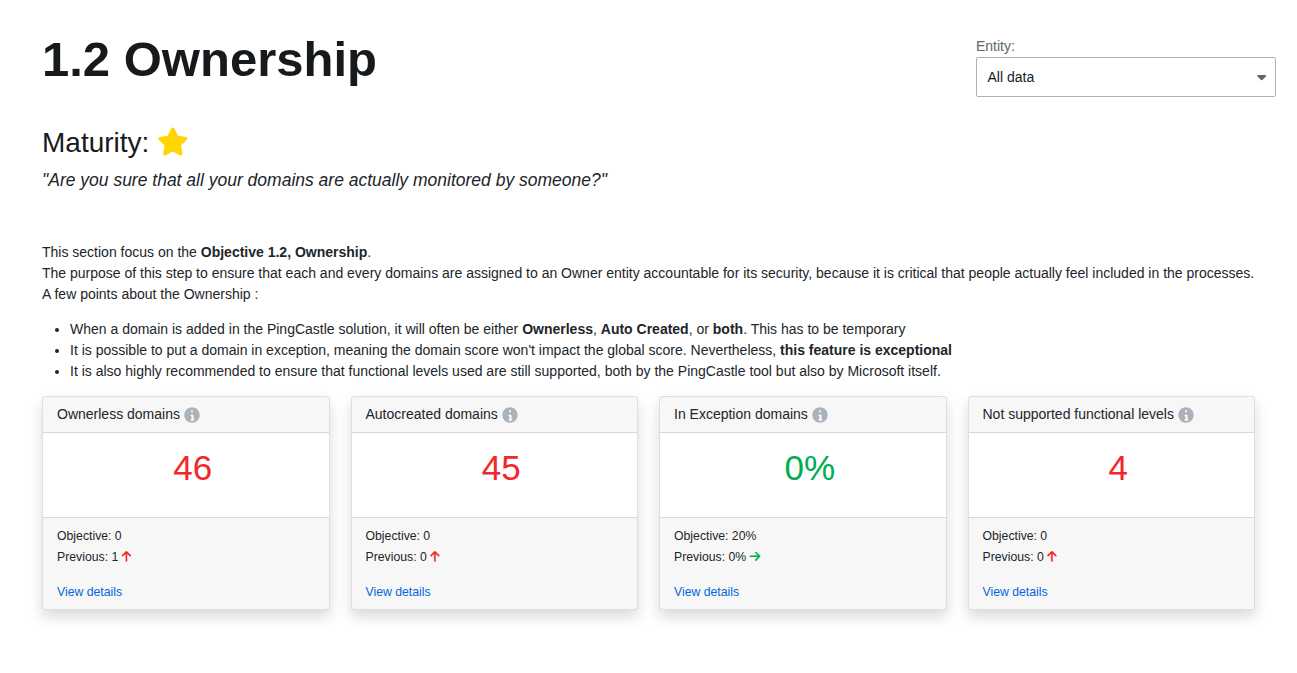 1.2 Ownership
Entity:
All data
Maturity:
"Are you sure that all your domains are actually monitored by someone?"
This section focus on the Objective 1.2, Ownership.
The purpose of this step to ensure that each and every domains are assigned to an Owner entity accountable for its security, because it is critical that people actually feel included in the processes.
A few points about the Ownership :
• When a domain is added in the PingCastle solution, it will often be either Ownerless, Auto Created, or both. This has to be temporary
• It is possible to put a domain in exception, meaning the domain score won't impact the global score. Nevertheless, this feature is exceptional
• It is also highly recommended to ensure that functional levels used are still supported, both by the PingCastle tool but also by Microsoft itself.
Ownerless domains
46
Objective: 0
Previous: 1
View details
Autocreated domains
45
Objective: 0
Previous: 0
View details
In Exception domains
0%
Objective: 20%
Previous: 0%
View details
Not supported functional levels
4
Objective: 0
Previous: 0
View details